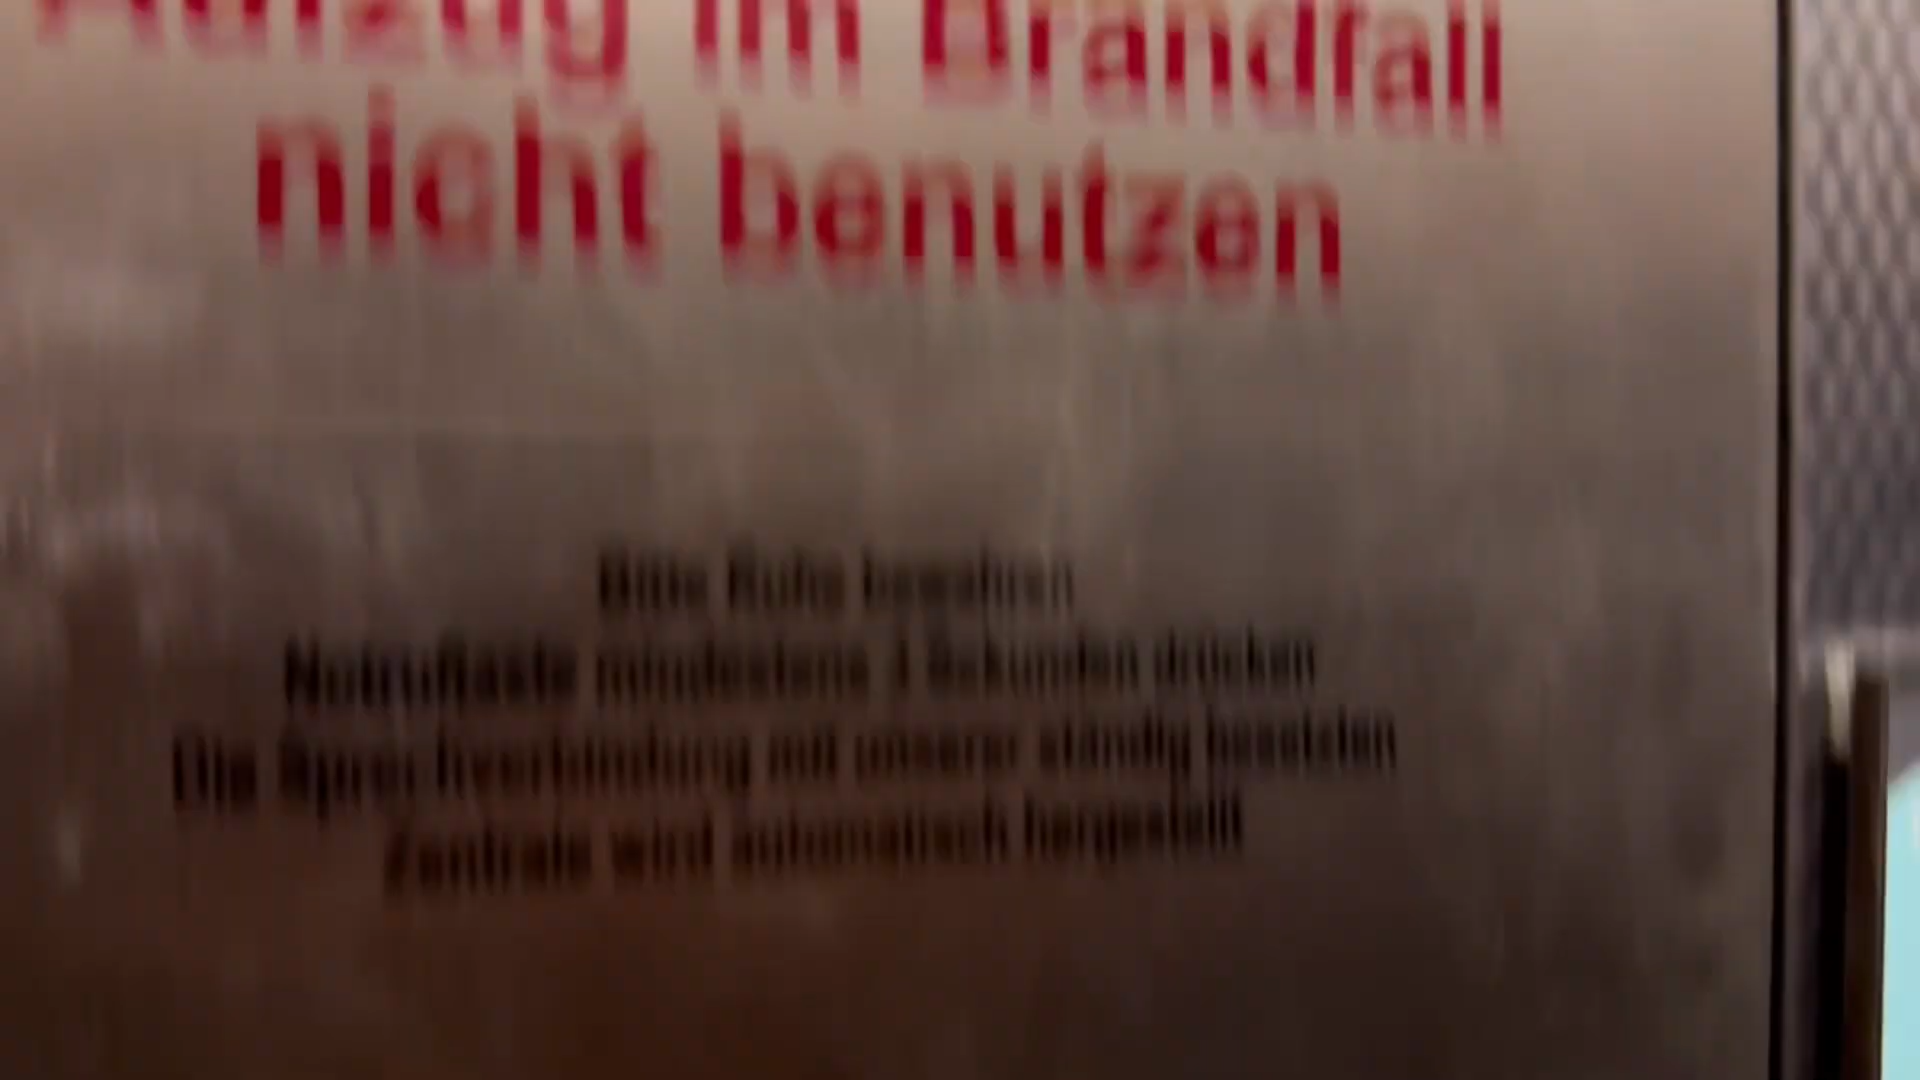 Aufzug im Brandfall
nicht benutzen
Bitte Ruhe bewahren
Notruftaste mindestens Sekunden drücken
Die Sprechverbindung mit unserer ständig besetzten
Zentrale wird automatisch hergestellt